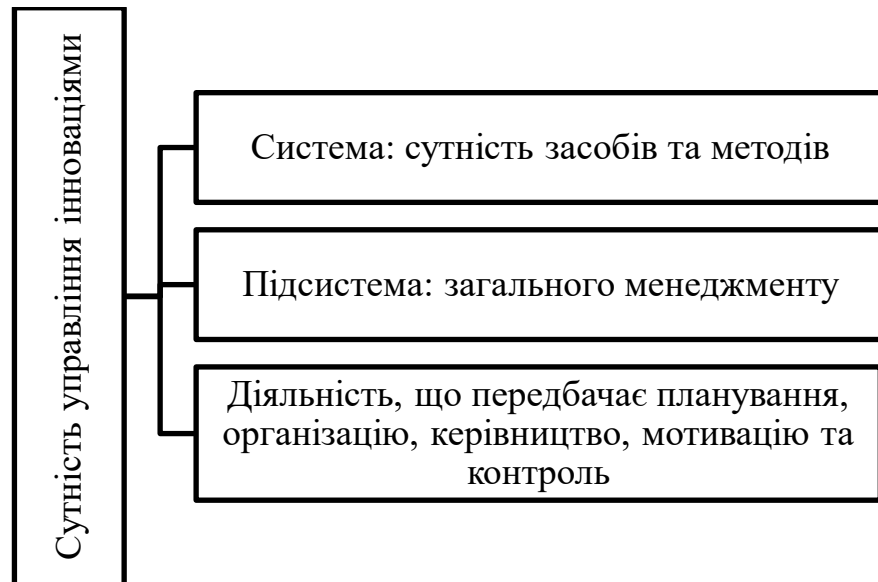 Сутність управління інноваціями
Система: сутність засобів та методів
Підсистема: загального менеджменту
Діяльність, що передбачає планування,
організацію, керівництво, мотивацію та
контроль